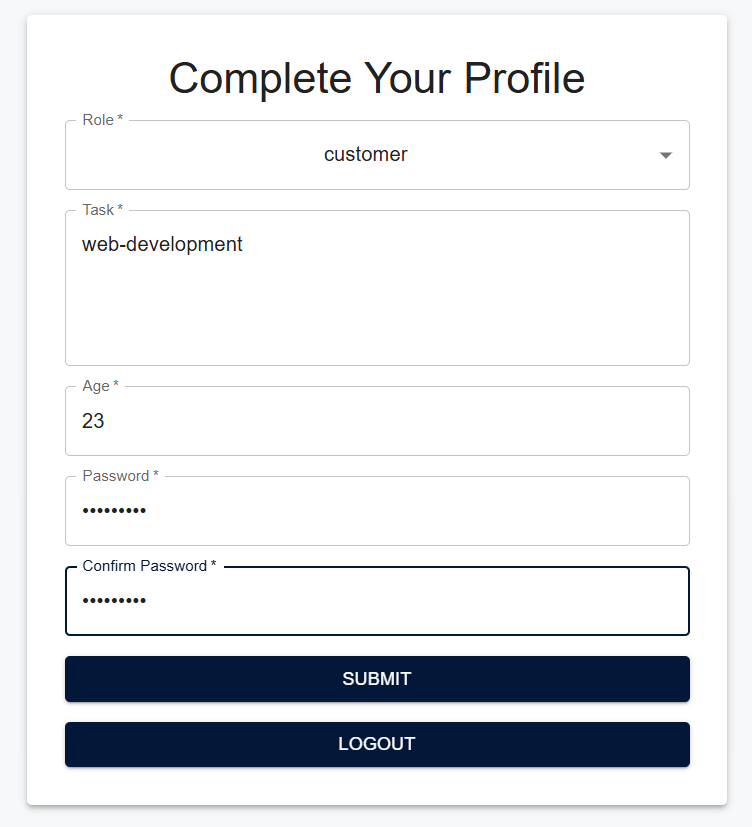 Complete Your Profile
Role *
customer
Task *
web-development
Age *
23
Password *
•••••••••
Confirm Password *
•••••••••
SUBMIT
LOGOUT